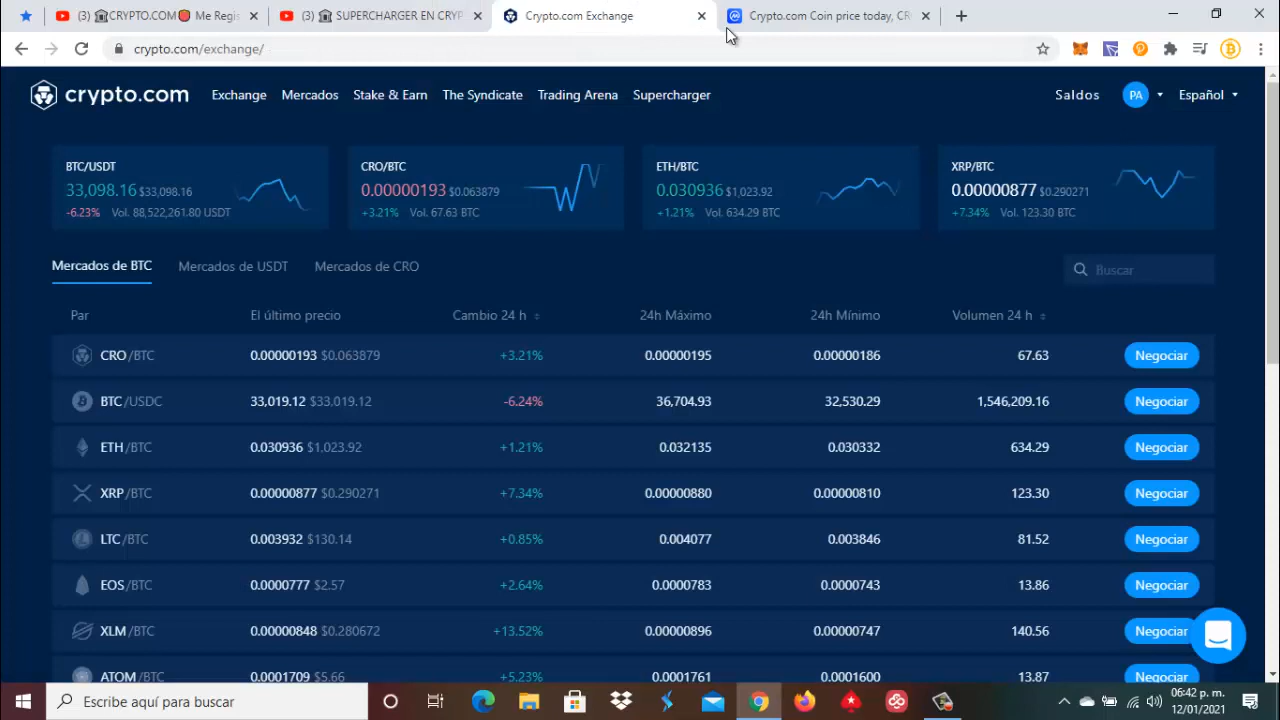 (3) 🏛CRYPTO.COM🔴 Me Regi
(3) 🏛 SUPERCHARGER EN CRYP
Crypto.com Exchange
Crypto.com Coin price today, CR
crypto.com/exchange/
crypto.com
Exchange
Mercados
Stake & Earn
The Syndicate
Trading Arena
Supercharger
Saldos
PA
Español
BTC/USDT
33,098.16 $33,098.16
-6.23% Vol. 88,522,261.80 USDT
CRO/BTC
0.00000193 $0.063879
+3.21% Vol. 67.63 BTC
ETH/BTC
0.030936 $1,023.92
+1.21% Vol. 634.29 BTC
XRP/BTC
0.00000877 $0.290271
+7.34% Vol. 123.30 BTC
Mercados de BTC
Mercados de USDT
Mercados de CRO
Buscar
Par El último precio Cambio 24 h 24h Máximo 24h Mínimo Volumen 24 h
CRO/BTC 0.00000193 $0.063879 +3.21% 0.00000195 0.00000186 67.63 Negociar
BTC/USDC 33,019.12 $33,019.12 -6.24% 36,704.93 32,530.29 1,546,209.16 Negociar
ETH/BTC 0.030936 $1,023.92 +1.21% 0.032135 0.030332 634.29 Negociar
XRP/BTC 0.00000877 $0.290271 +7.34% 0.00000880 0.00000810 123.30 Negociar
LTC/BTC 0.003932 $130.14 +0.85% 0.004077 0.003846 81.52 Negociar
EOS/BTC 0.0000777 $2.57 +2.64% 0.0000783 0.0000743 13.86 Negociar
XLM/BTC 0.00000848 $0.280672 +13.52% 0.00000896 0.00000747 140.56 Negociar
ATOM/BTC 0.0001709 $5.66 +5.23% 0.0001761 0.0001600 13.87 Negociar
Escribe aquí para buscar
06:42 p. m.
12/01/2021